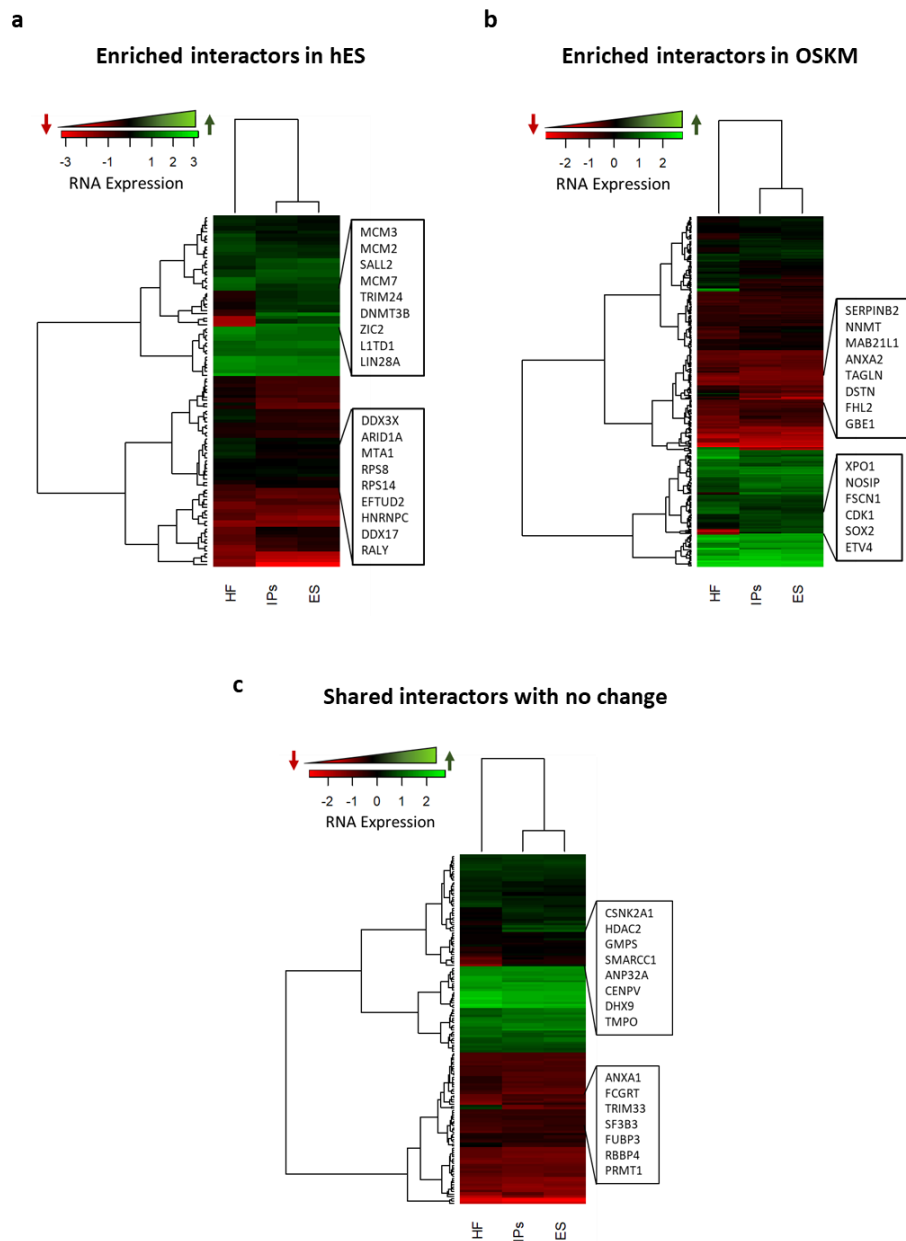 a
Enriched interactors in hES
-3 -1 1 2 3
RNA Expression
MCM3
MCM2
SALL2
MCM7
TRIM24
DNMT3B
ZIC2
L1TD1
LIN28A
DDX3X
ARID1A
MTA1
RPS8
RPS14
EFTUD2
HNRNPC
DDX17
RALY
HF IPs ES
b
Enriched interactors in OSKM
-2 -1 0 1 2
RNA Expression
SERPINB2
NNMT
MAB21L1
ANXA2
TAGLN
DSTN
FHL2
GBE1
XPO1
NOSIP
FSCN1
CDK1
SOX2
ETV4
HF IPs ES
c
Shared interactors with no change
-2 -1 0 1 2
RNA Expression
CSNK2A1
HDAC2
GMPS
SMARCC1
ANP32A
CENPV
DHX9
TMPO
ANXA1
FCGRT
TRIM33
SF3B3
FUBP3
RBBP4
PRMT1
HF IPs ES